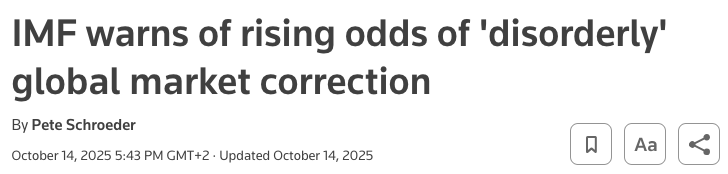 IMF warns of rising odds of 'disorderly'
global market correction
By Pete Schroeder
October 14, 2025 5:43 PM GMT+2 · Updated October 14, 2025
Aa